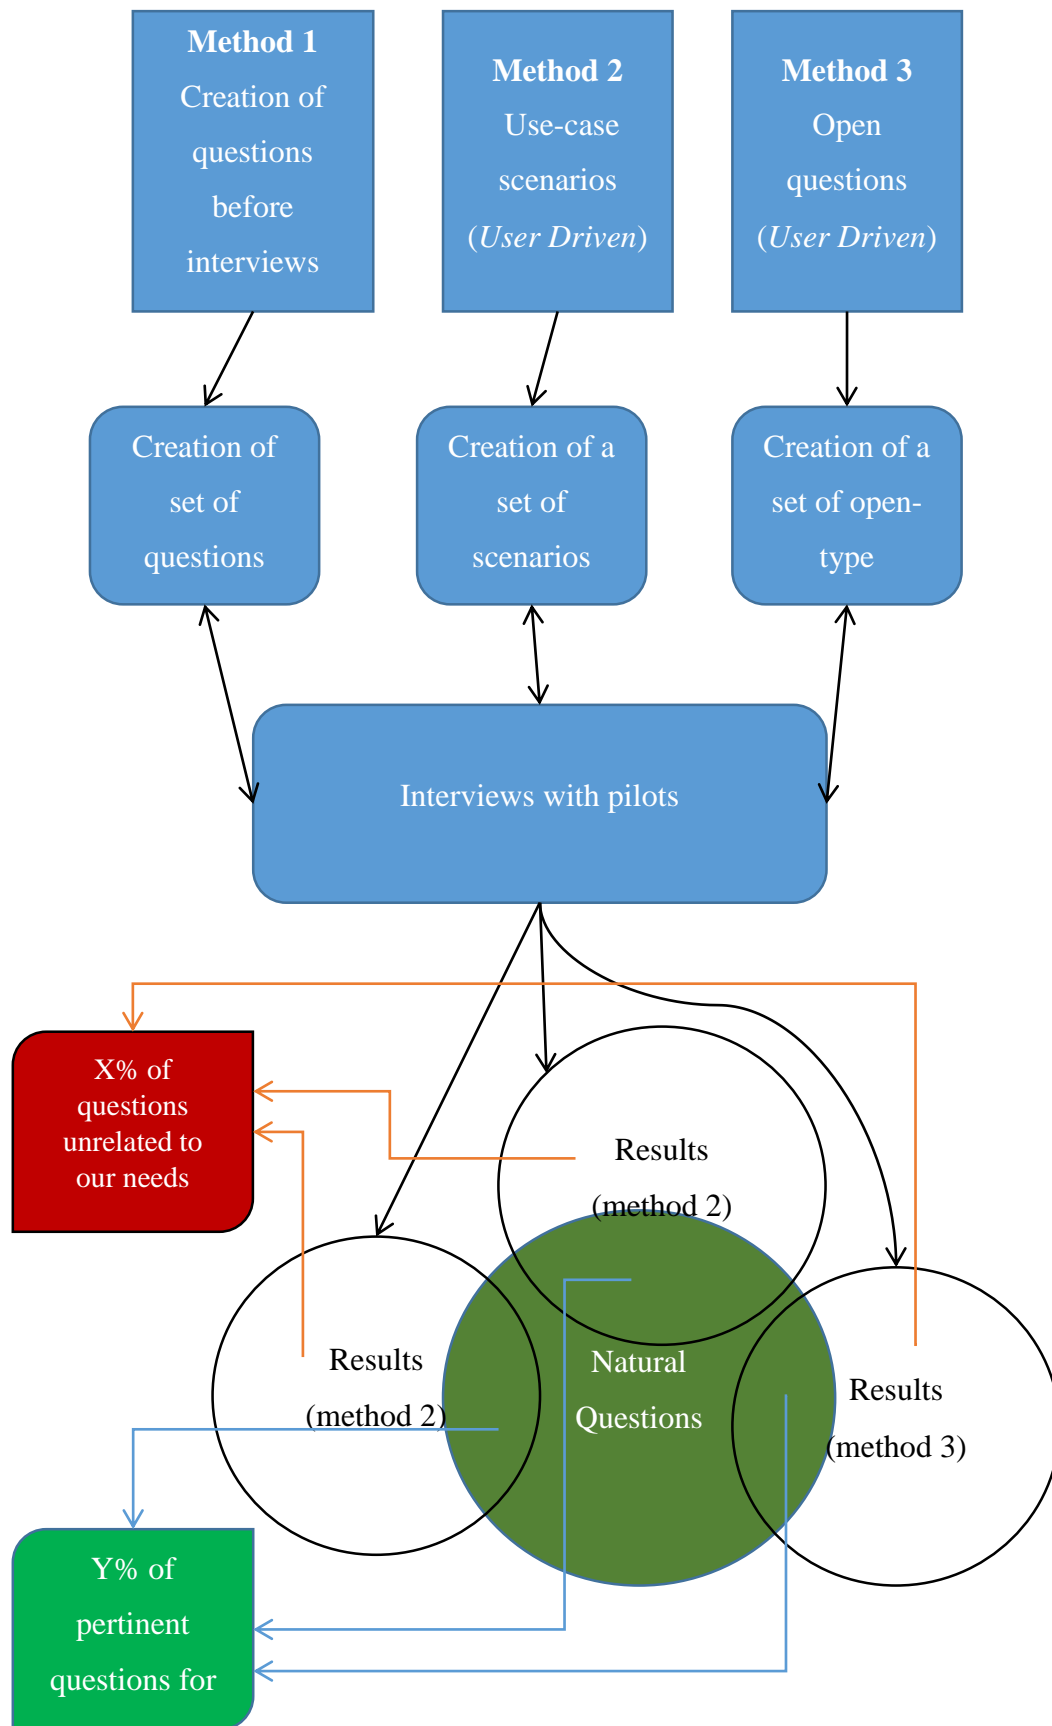 Method 1
Creation of
questions
before
interviews
Method 2
Use-case
scenarios
(User Driven)
Method 3
Open
questions
(User Driven)
Creation of
set of
questions
Creation of a
set of
scenarios
Creation of a
set of open-
type
Interviews with pilots
X% of
questions
unrelated to
our needs
Results
(method 2)
Results
(method 2)
Natural
Questions
Results
(method 3)
Y% of
pertinent
questions for